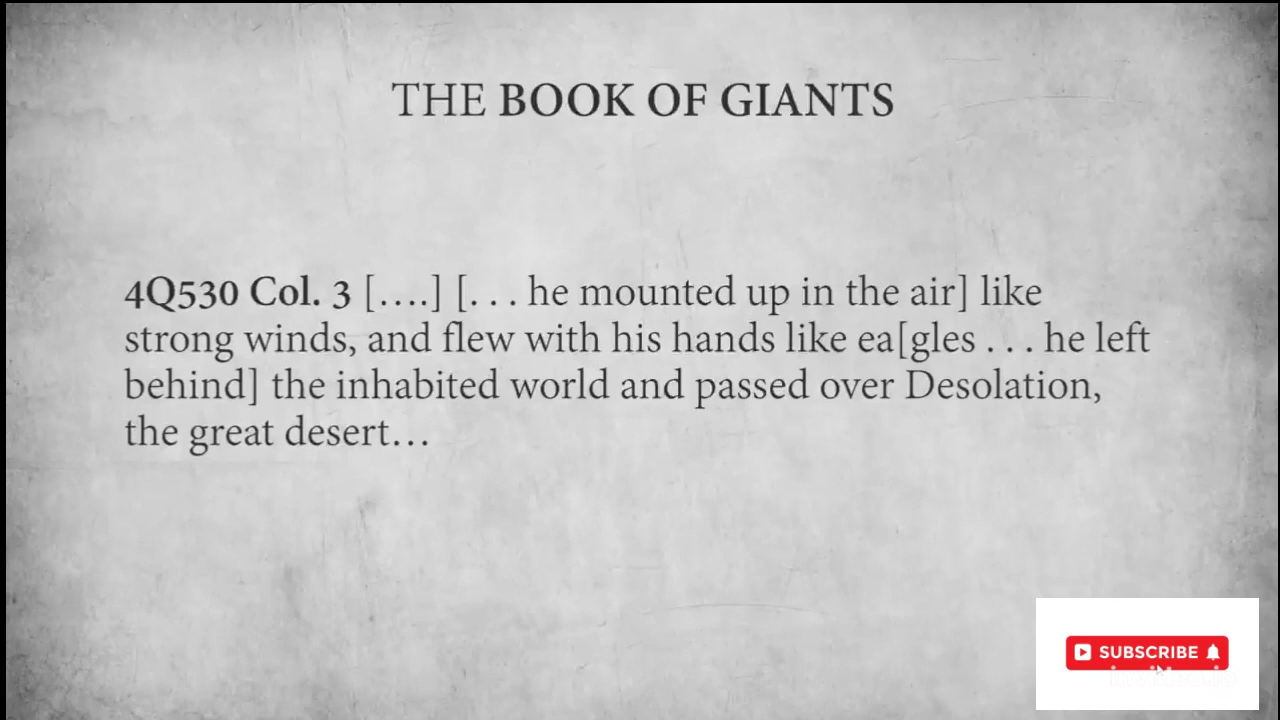 THE BOOK OF GIANTS
4Q530 Col. 3 [....] [. . . he mounted up in the air] like
strong winds, and flew with his hands like ea[gles . . . he left
behind] the inhabited world and passed over Desolation,
the great desert…
SUBSCRIBE